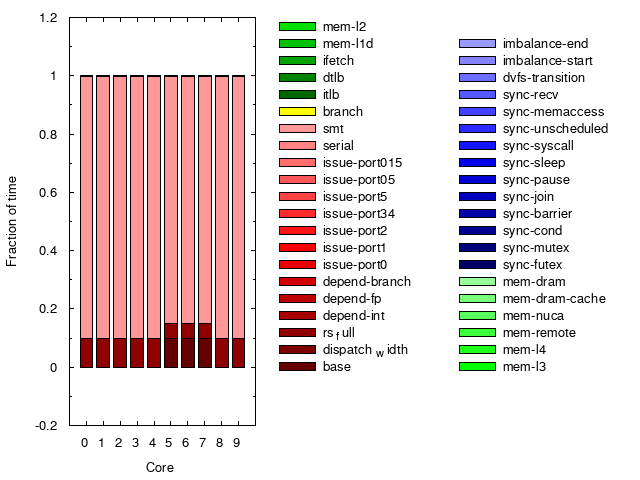 1.2
1
0.8
0.6
0.4
0.2
0
-0.2
Fraction of time
0 1 2 3 4 5 6 7 8 9
Core
mem-l2
mem-l1d
ifetch
dtlb
itlb
branch
smt
serial
issue-port015
issue-port05
issue-port5
issue-port34
issue-port2
issue-port1
issue-port0
depend-branch
depend-fp
depend-int
rs_full
dispatch_width
base
imbalance-end
imbalance-start
dvfs-transition
sync-recv
sync-memaccess
sync-unscheduled
sync-syscall
sync-sleep
sync-pause
sync-join
sync-barrier
sync-cond
sync-mutex
sync-futex
mem-dram
mem-dram-cache
mem-nuca
mem-remote
mem-l4
mem-l3